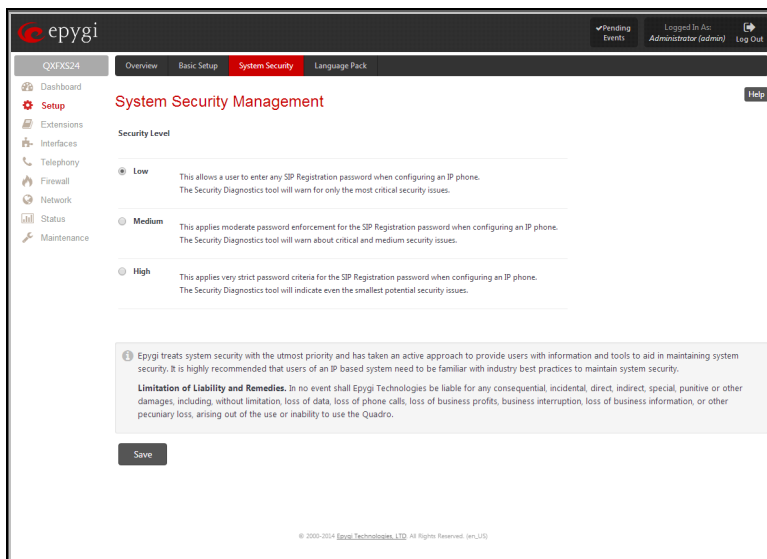 epygi
Pending Events
Logged In As:
Administrator (admin)
Log Out
QXFXS24
Overview
Basic Setup
System Security
Language Pack
Dashboard
Setup
Extensions
Interfaces
Telephony
Firewall
Network
Status
Maintenance
System Security Management
Help
Security Level
Low
This allows a user to enter any SIP Registration password when configuring an IP phone.
The Security Diagnostics tool will warn for only the most critical security issues.
Medium
This applies moderate password enforcement for the SIP Registration password when configuring an IP phone.
The Security Diagnostics tool will warn about critical and medium security issues.
High
This applies very strict password criteria for the SIP Registration password when configuring an IP phone.
The Security Diagnostics tool will indicate even the smallest potential security issues.
Epygi treats system security with the utmost priority and has taken an active approach to provide users with information and tools to aid in maintaining system
security. It is highly recommended that users of an IP based system need to be familiar with industry best practices to maintain system security.
Limitation of Liability and Remedies. In no event shall Epygi Technologies be liable for any consequential, incidental, direct, indirect, special, punitive or other
damages, including, without limitation, loss of data, loss of phone calls, loss of business profits, business interruption, loss of business information, or other
pecuniary loss, arising out of the use or inability to use the Quadro.
Save
© 2000-2014 Epygi Technologies, LTD. All Rights Reserved. (en_US)